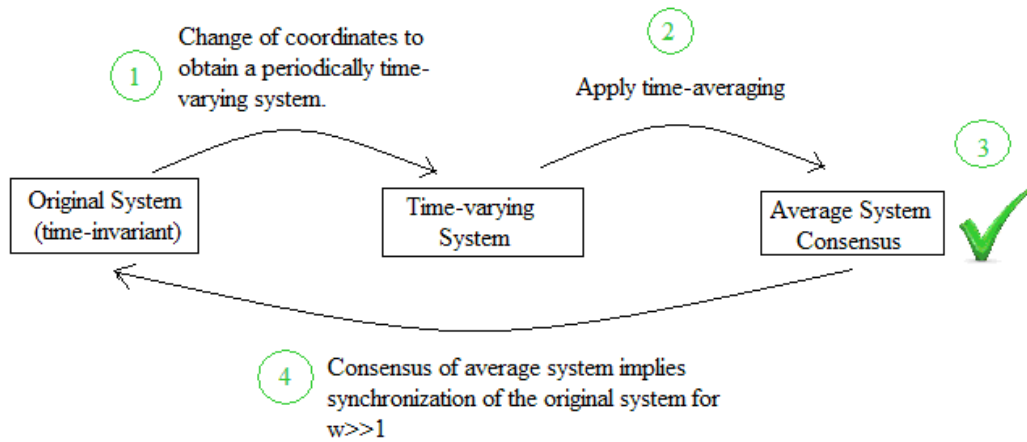 1
Change of coordinates to
obtain a periodically time-
varying system.
2
Apply time-averaging
3
Original System
(time-invariant)
Time-varying
System
Average System
Consensus
4
Consensus of average system implies
synchronization of the original system for
w>>1